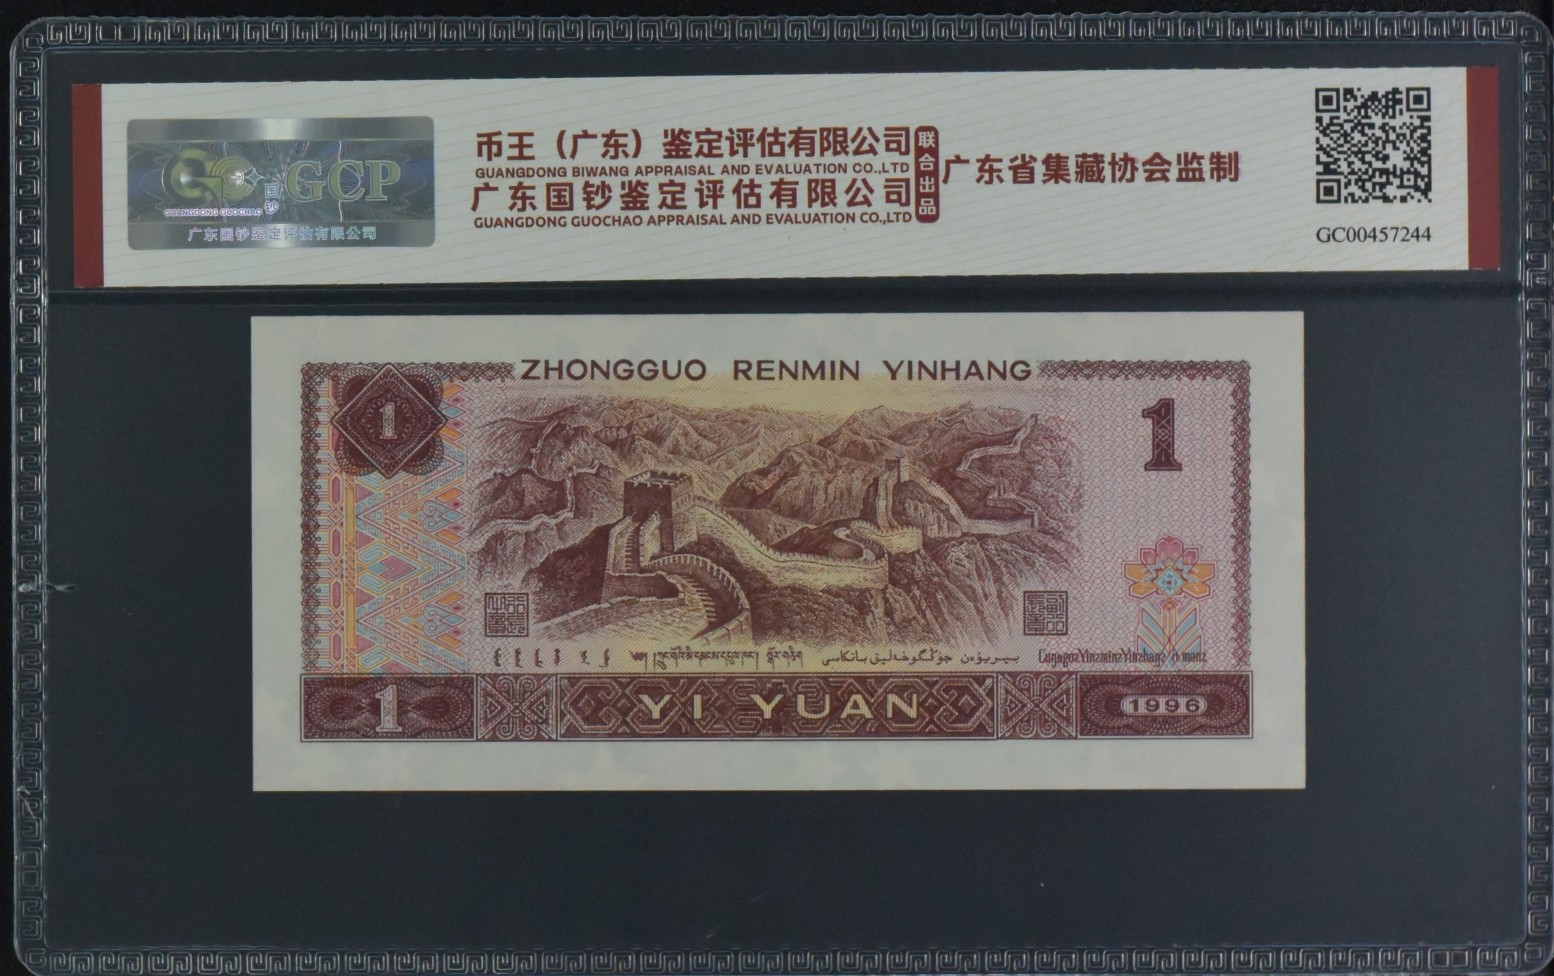 GCP
国钞
GUANGDONG GUOCHAO
广东国钞鉴定评估有限公司
币王（广东）鉴定评估有限公司
GUANGDONG BIWANG APPRAISAL AND EVALUATION CO.,LTD
广东国钞鉴定评估有限公司
GUANGDONG GUOCHAO APPRAISAL AND EVALUATION CO.,LTD
联合出品
广东省集藏协会监制
GC00457244
ZHONGGUO RENMIN YINHANG
1
1
1
YI YUAN
1996